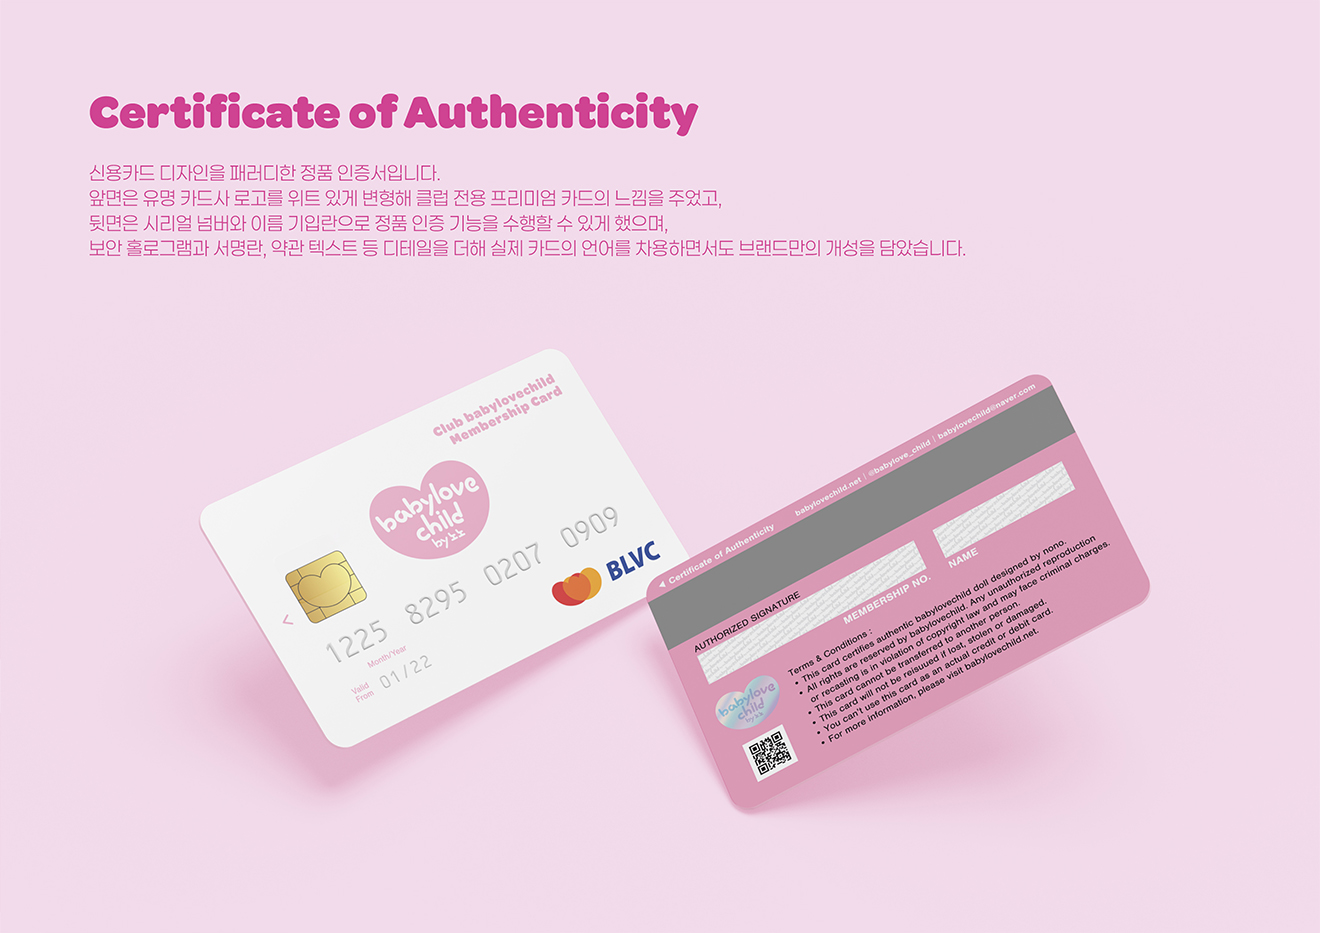 Certificate of Authenticity
신용카드 디자인을 패러디한 정품 인증서입니다.
앞면은 유명 카드사 로고를 위트 있게 변형해 클럽 전용 프리미엄 카드의 느낌을 주었고,
뒷면은 시리얼 넘버와 이름 기입란으로 정품 인증 기능을 수행할 수 있게 했으며,
보안 홀로그램과 서명란, 약관 텍스트 등 디테일을 더해 실제 카드의 언어를 차용하면서도 브랜드만의 개성을 담았습니다.
Club babylovechild
Membership Card
babylove
child
by 노노
1225 8295 0207 0909
Month/Year
Valid
From
01/22
BLVC
◀ Certificate of Authenticity babylovechild.net | @babylove_child | babylovechild@naver.com
AUTHORIZED SIGNATURE
MEMBERSHIP NO.
NAME
Terms & Conditions :
• This card certifies authentic babylovechild doll designed by nono.
• All rights are reserved by babylovechild. Any unauthorized reproduction
or recasting is in violation of copyright law and may face criminal charges.
• This card cannot be transferred to another person.
• This card will not be reisuued if lost, stolen or damaged.
• You can't use this card as an actual credit or debit card.
• For more information, please visit babylovechild.net.
babylove
child
by 노노